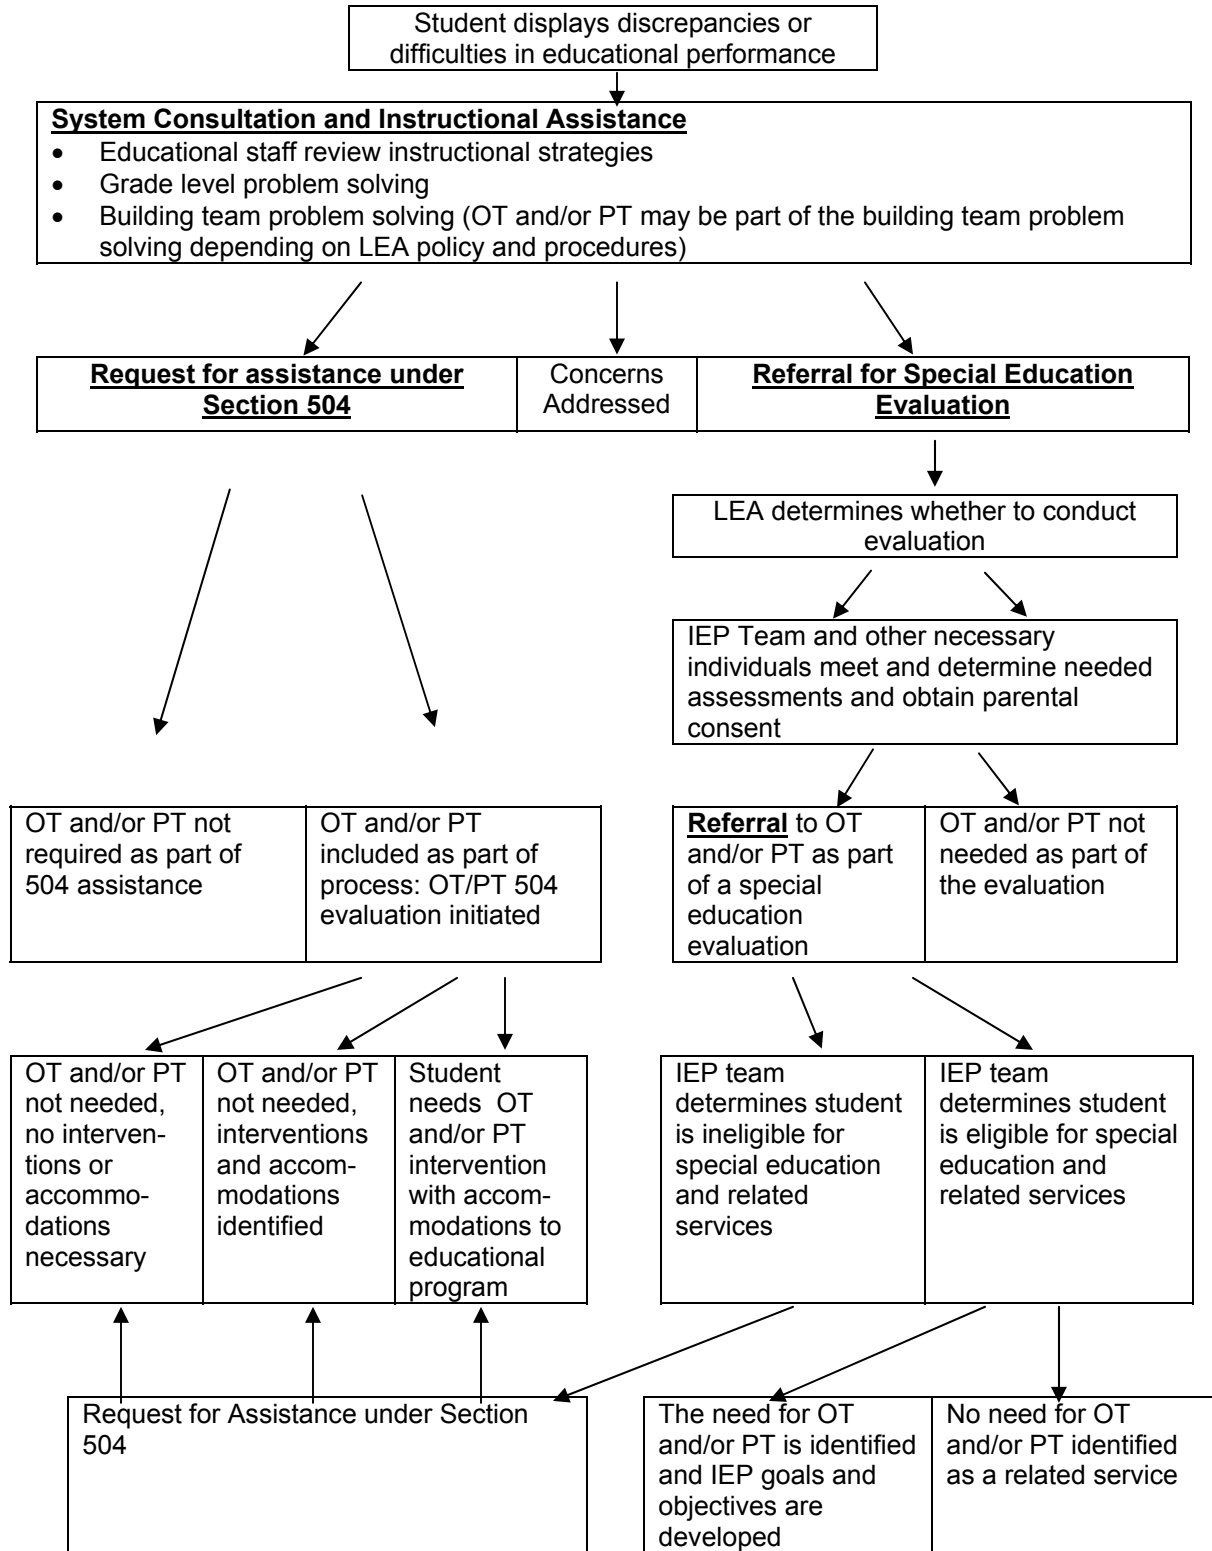 Student displays discrepancies or
difficulties in educational performance
System Consultation and Instructional Assistance
• Educational staff review instructional strategies
• Grade level problem solving
• Building team problem solving (OT and/or PT may be part of the building team problem
solving depending on LEA policy and procedures)
Request for assistance under
Section 504
Concerns
Addressed
Referral for Special Education
Evaluation
LEA determines whether to conduct
evaluation
IEP Team and other necessary
individuals meet and determine needed
assessments and obtain parental
consent
OT and/or PT not
required as part of
504 assistance
OT and/or PT
included as part of
process: OT/PT 504
evaluation initiated
Referral to OT
and/or PT as part
of a special
education
evaluation
OT and/or PT not
needed as part of
the evaluation
OT and/or PT
not needed,
no interven-
tions or
accommo-
dations
necessary
OT and/or PT
not needed,
interventions
and accom-
modations
identified
Student
needs OT
and/or PT
intervention
with accom-
modations to
educational
program
IEP team
determines student
is ineligible for
special education
and related
services
IEP team
determines student
is eligible for special
education and
related services
Request for Assistance under Section
504
The need for OT
and/or PT is identified
and IEP goals and
objectives are
developed
No need for OT
and/or PT identified
as a related service